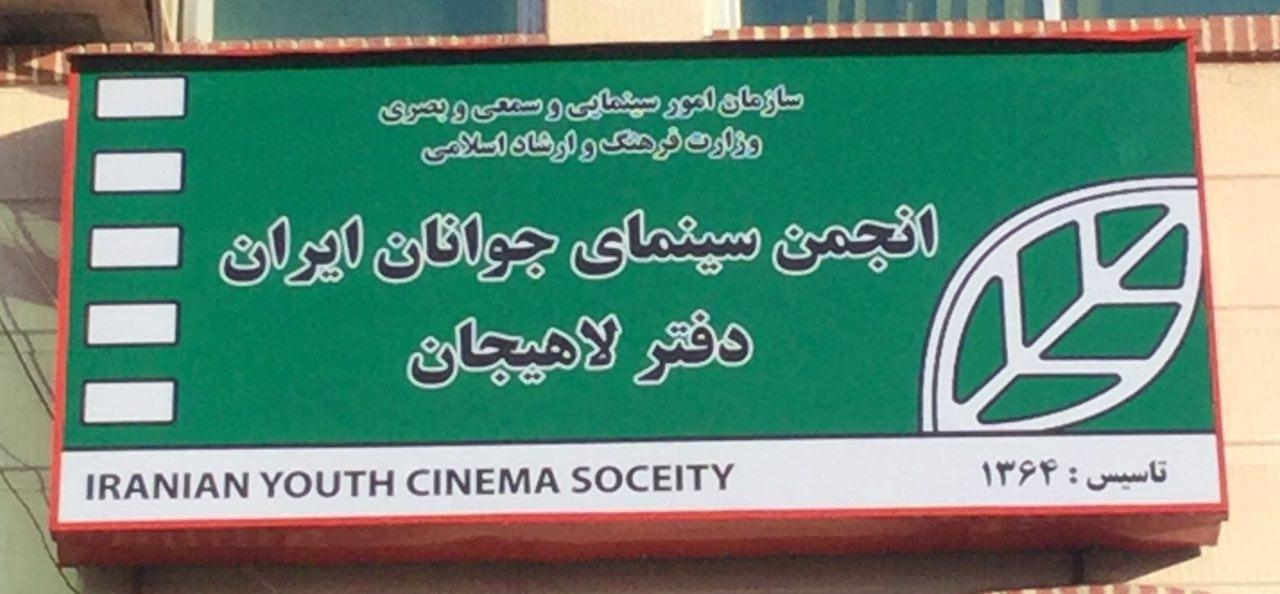 سازمان امور سینمایی و سمعی و بصری
وزارت فرهنگ و ارشاد اسلامی
انجمن سینمای جوانان ایران
دفتر لاهیجان
IRANIAN YOUTH CINEMA SOCEITY
تاسیس : ۱۳۶۴